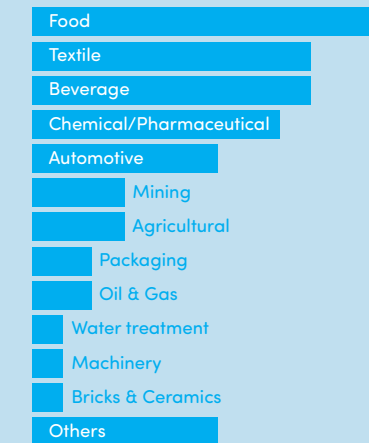 Food
Textile
Beverage
Chemical/Pharmaceutical
Automotive
Mining
Agricultural
Packaging
Oil & Gas
Water treatment
Machinery
Bricks & Ceramics
Others